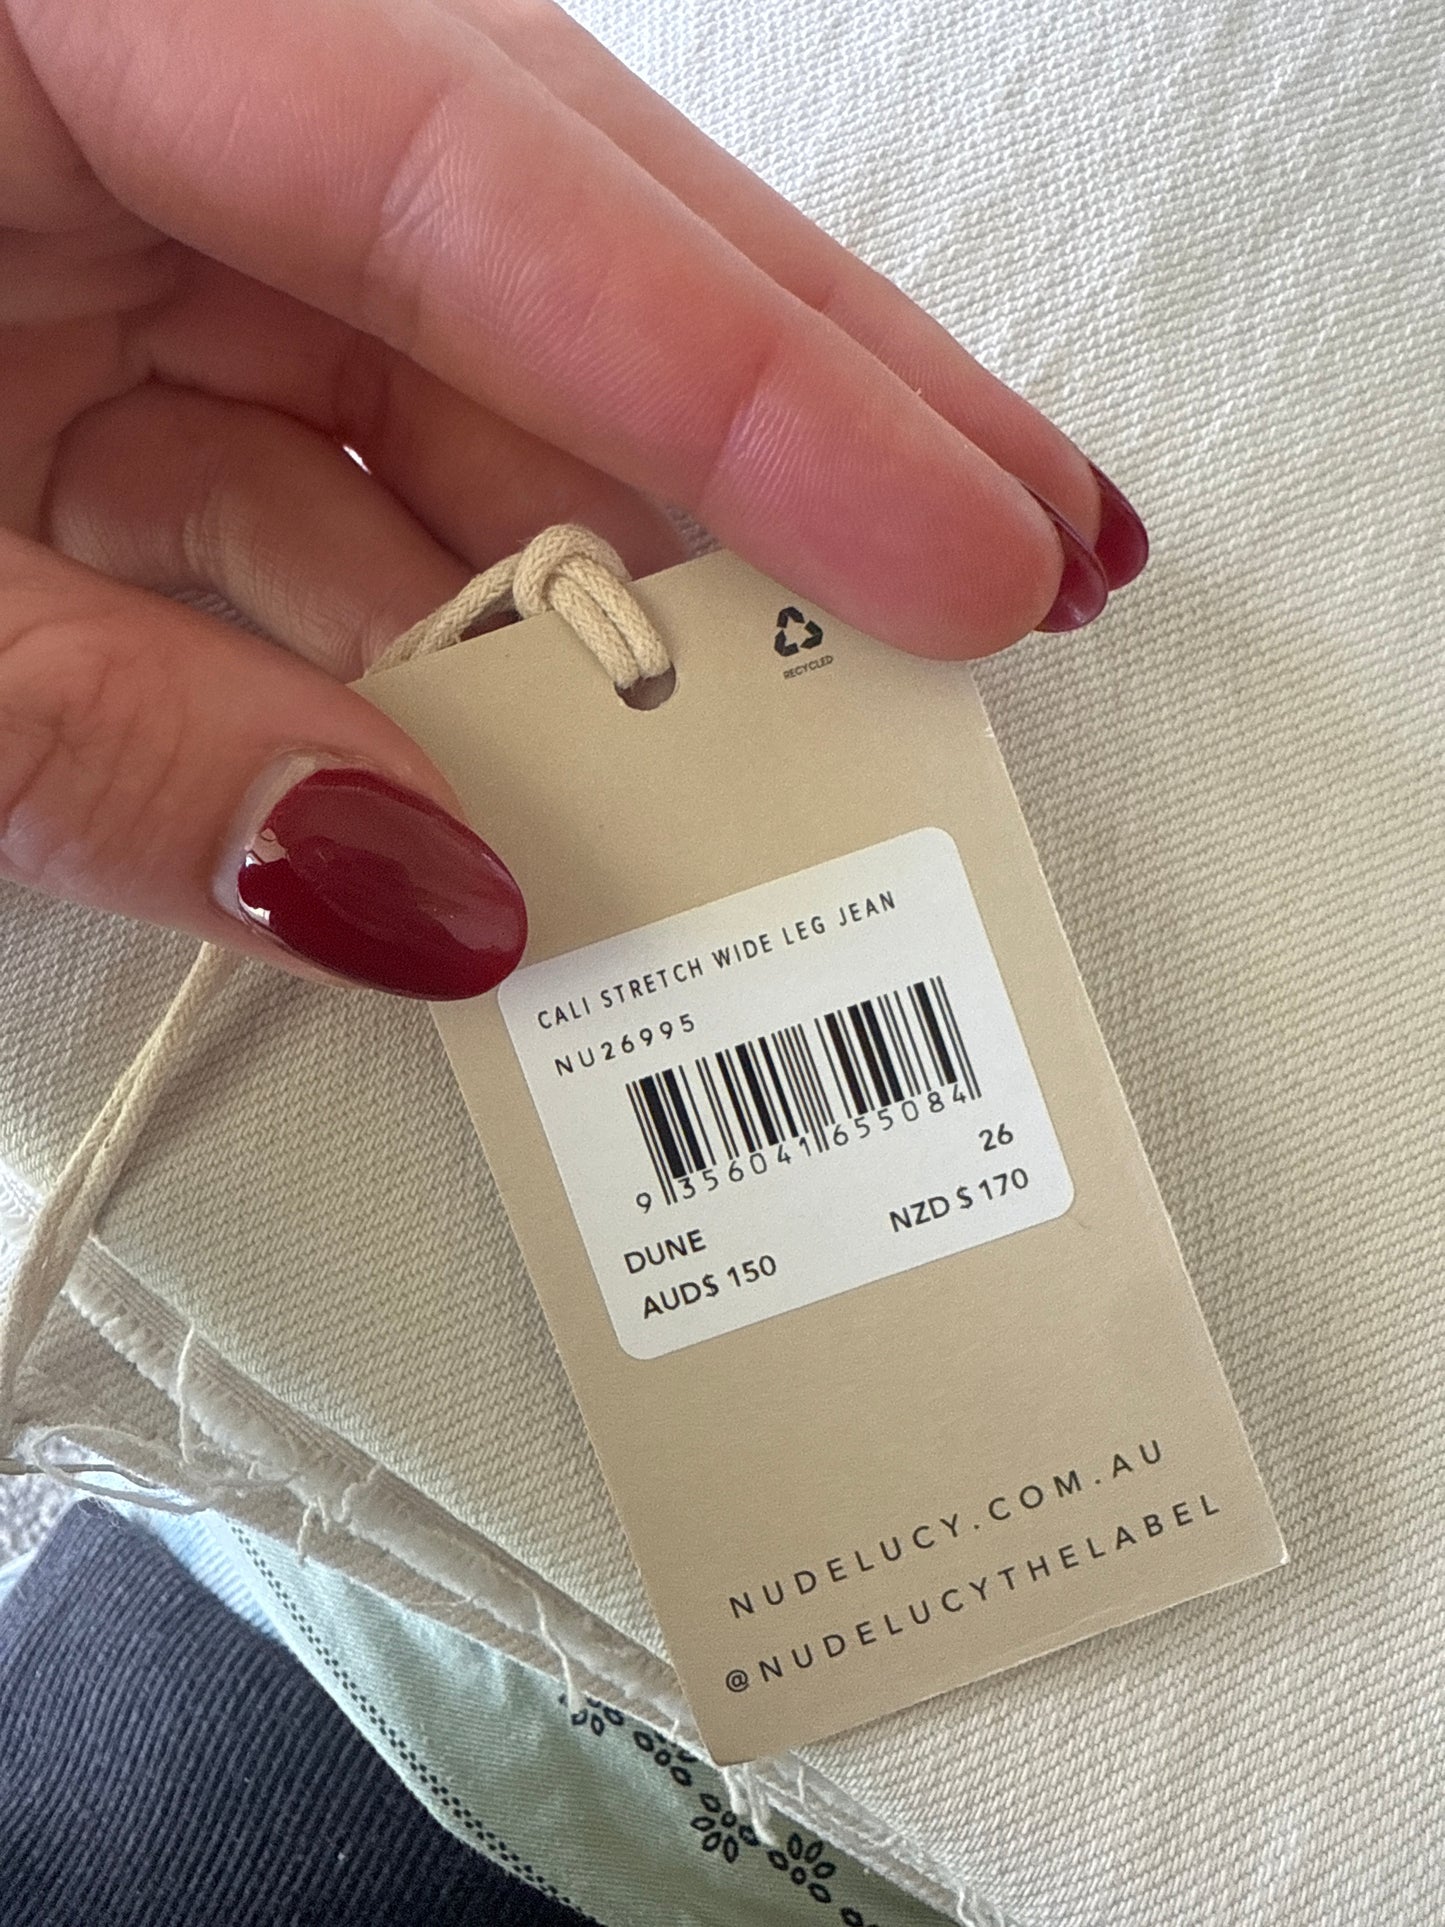 RECYCLED
CALI STRETCH WIDE LEG JEAN
NU26995
9 356041 655084
26
DUNE
NZD $ 170
AUD$ 150
NUDELUCY.COM.AU
@NUDELUCYTHELABEL